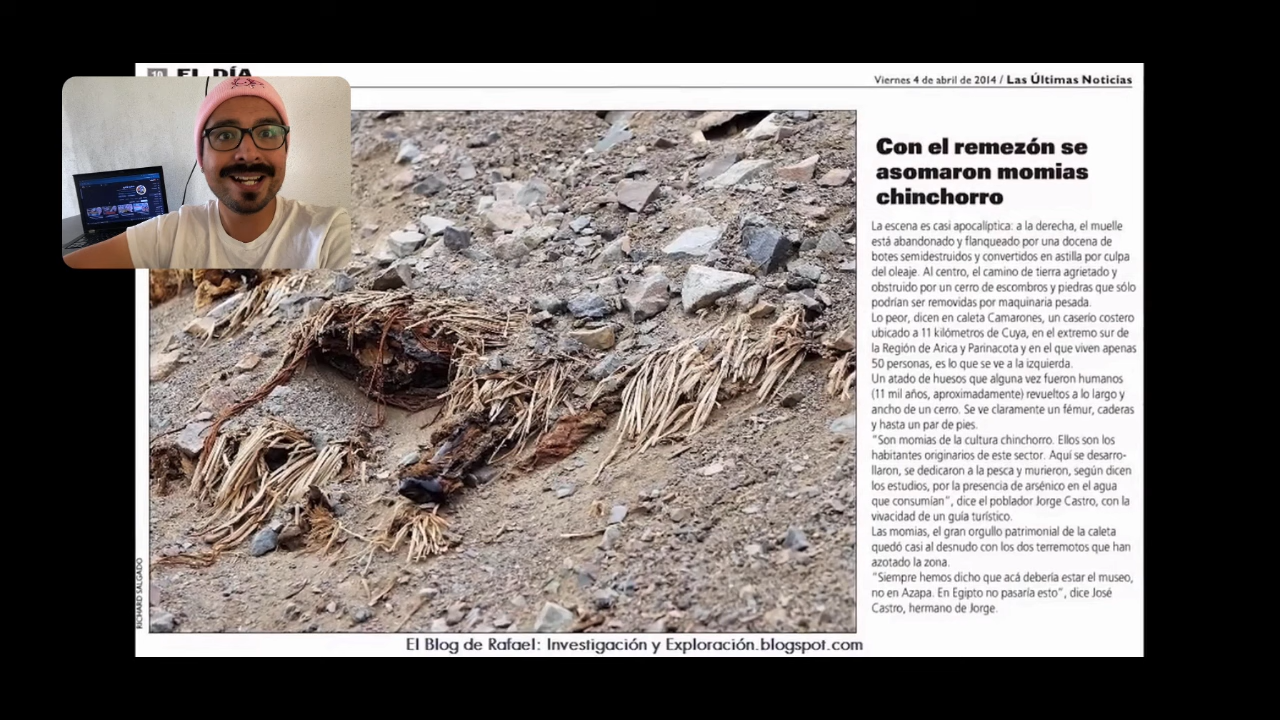 10 EL DÍA
Viernes 4 de abril de 2014 / Las Últimas Noticias
Con el remezón se
asomaron momias
chinchorro
La escena es casi apocalíptica: a la derecha, el muelle
está abandonado y flanqueado por una docena de
botes semidestruidos y convertidos en astilla por culpa
del oleaje. Al centro, el camino de tierra agrietado y
obstruido por un cerro de escombros y piedras que sólo
podrían ser removidas por maquinaria pesada.
Lo peor, dicen en caleta Camarones, un caserío costero
ubicado a 11 kilómetros de Cuya, en el extremo sur de
la Región de Arica y Parinacota y en el que viven apenas
50 personas, es lo que se ve a la izquierda.
Un atado de huesos que alguna vez fueron humanos
(11 mil años, aproximadamente) revueltos a lo largo y
ancho de un cerro. Se ve claramente un fémur, caderas
y hasta un par de pies.
"Son momias de la cultura chinchorro. Ellos son los
habitantes originarios de este sector. Aquí se desarro-
llaron, se dedicaron a la pesca y murieron, según dicen
los estudios, por la presencia de arsénico en el agua
que consumían", dice el poblador Jorge Castro, con la
vivacidad de un guía turístico.
Las momias, el gran orgullo patrimonial de la caleta
quedó casi al desnudo con los dos terremotos que han
azotado la zona.
"Siempre hemos dicho que acá debería estar el museo,
no en Azapa. En Egipto no pasaría esto", dice José
Castro, hermano de Jorge.
RICHARD SALGADO
El Blog de Rafael: Investigación y Exploración.blogspot.com